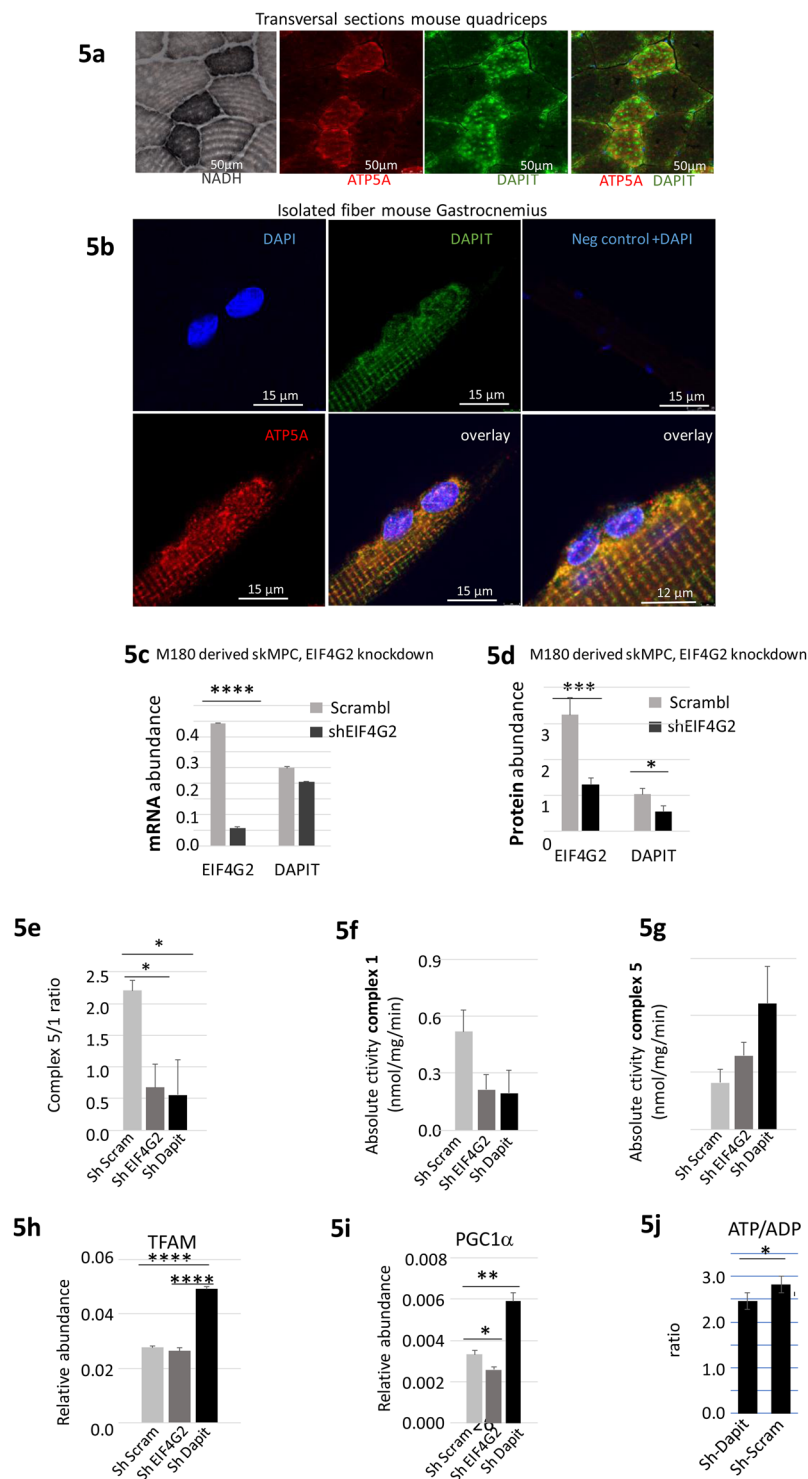 Transversal sections mouse quadriceps
5a
50µm 50µm 50µm 50µm
NADH ATP5A DAPIT ATP5A DAPIT
Isolated fiber mouse Gastrocnemius
5b
DAPI DAPIT Neg control +DAPI
15 µm 15 µm 15 µm
ATP5A overlay overlay
15 µm 15 µm 12 µm
5c M180 derived skMPC, EIF4G2 knockdown
****
Scrambl
shEIF4G2
mRNA abundance
0.4
0.3
0.2
0.1
0.1
0.0
EIF4G2 DAPIT
5d M180 derived skMPC, EIF4G2 knockdown
***
*
Scrambl
shEIF4G2
Protein abundance
3
2
1
0
EIF4G2 DAPIT
5e
*
*
Complex 5/1 ratio
2.5
2.0
1.0
0.5
0.0
Sh Scram
Sh EIF4G2
Sh Dapit
5f
Absolute ctivity complex 1
(nmol/mg/min)
0.9
0.6
0.3
0.0
Sh Scram
Sh EIF4G2
Sh Dapit
5g
Absolute ctivity complex 5
(nmol/mg/min)
Sh Scram
Sh EIF4G2
Sh Dapit
5h
TFAM
****
****
Relative abundance
0.06
0.04
0.02
0.00
Sh Scram
Sh EIF4G2
Sh Dapit
5i
PGC1α
**
*
Relative abundance
0.008
0.006
0.004
0.002
0.000
26
Sh Scram
Sh EIF4G2
Sh Dapit
5j
ATP/ADP
*
ratio
3.0
2.0
1.0
0.0
Sh-Dapit
Sh-Scram